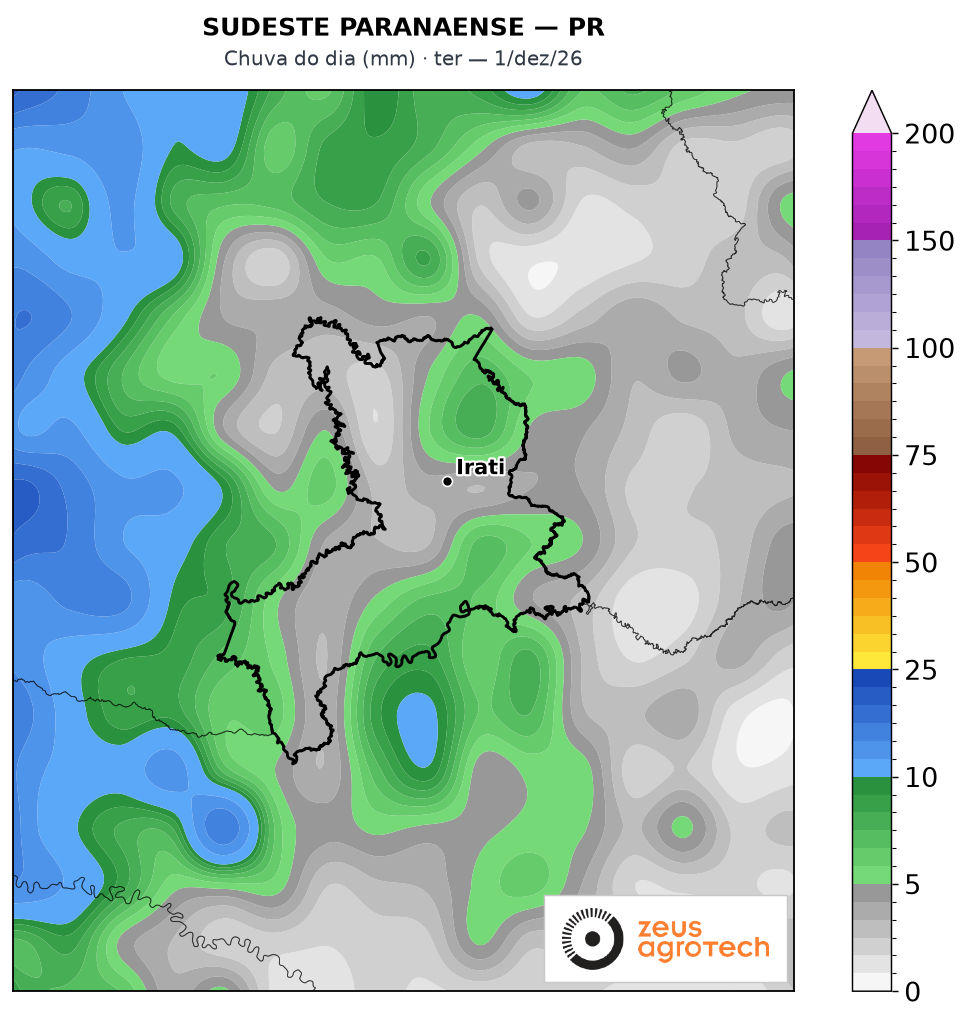 SUDESTE PARANAENSE — PR
Chuva do dia (mm) · ter — 1/dez/26
200
150
100
75
50
25
10
5
0
Irati
zeus
agrotech